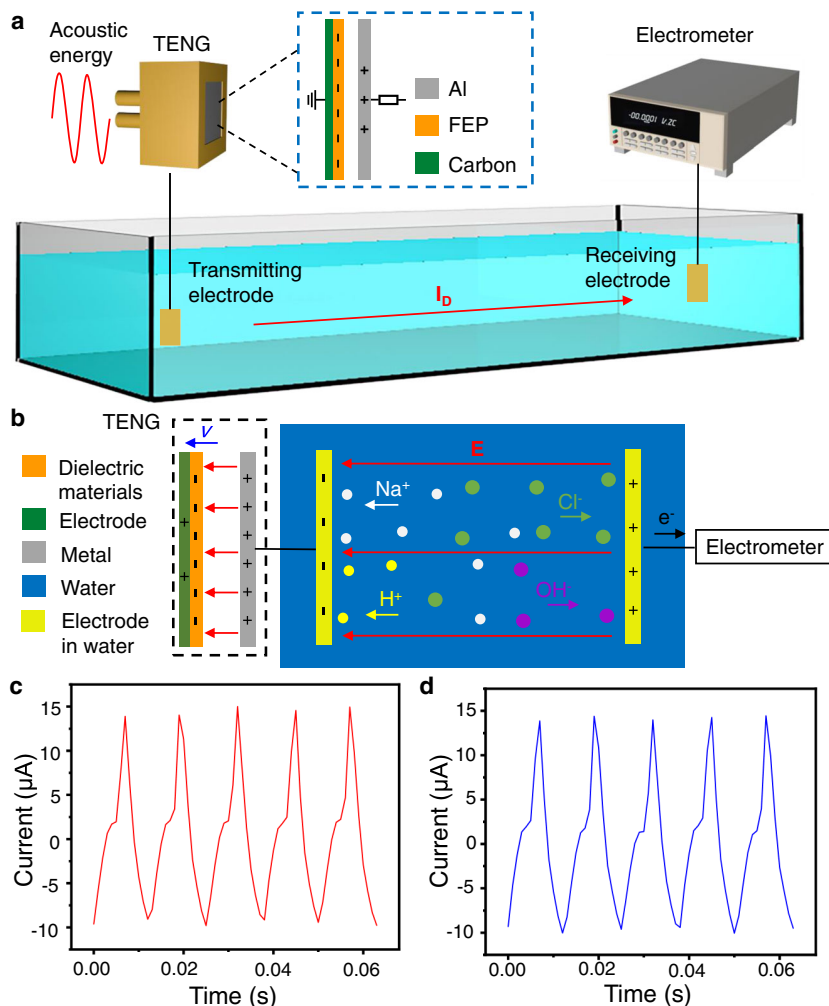 a
Acoustic
energy
TENG
Al
FEP
Carbon
Electrometer
-00.0001 V.ZC
Transmitting
electrode
Receiving
electrode
I_D
b
TENG
v
Dielectric
materials
Electrode
Metal
Water
Electrode
in water
E
Na⁺
Cl⁻
H⁺
OH⁻
e⁻
Electrometer
c
Current (μA)
15
10
5
0
-5
-10
0.00
0.02
0.04
0.06
Time (s)
d
Current (μA)
15
10
5
0
-5
-10
0.00
0.02
0.04
0.06
Time (s)